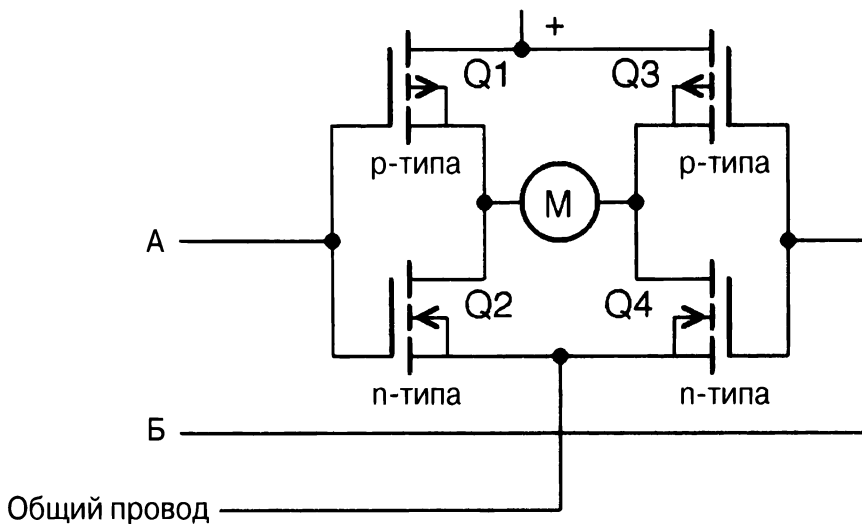 +
Q1 Q3
р-типа р-типа
М
А
Q2 Q4
n-типа n-типа
Б
Общий провод